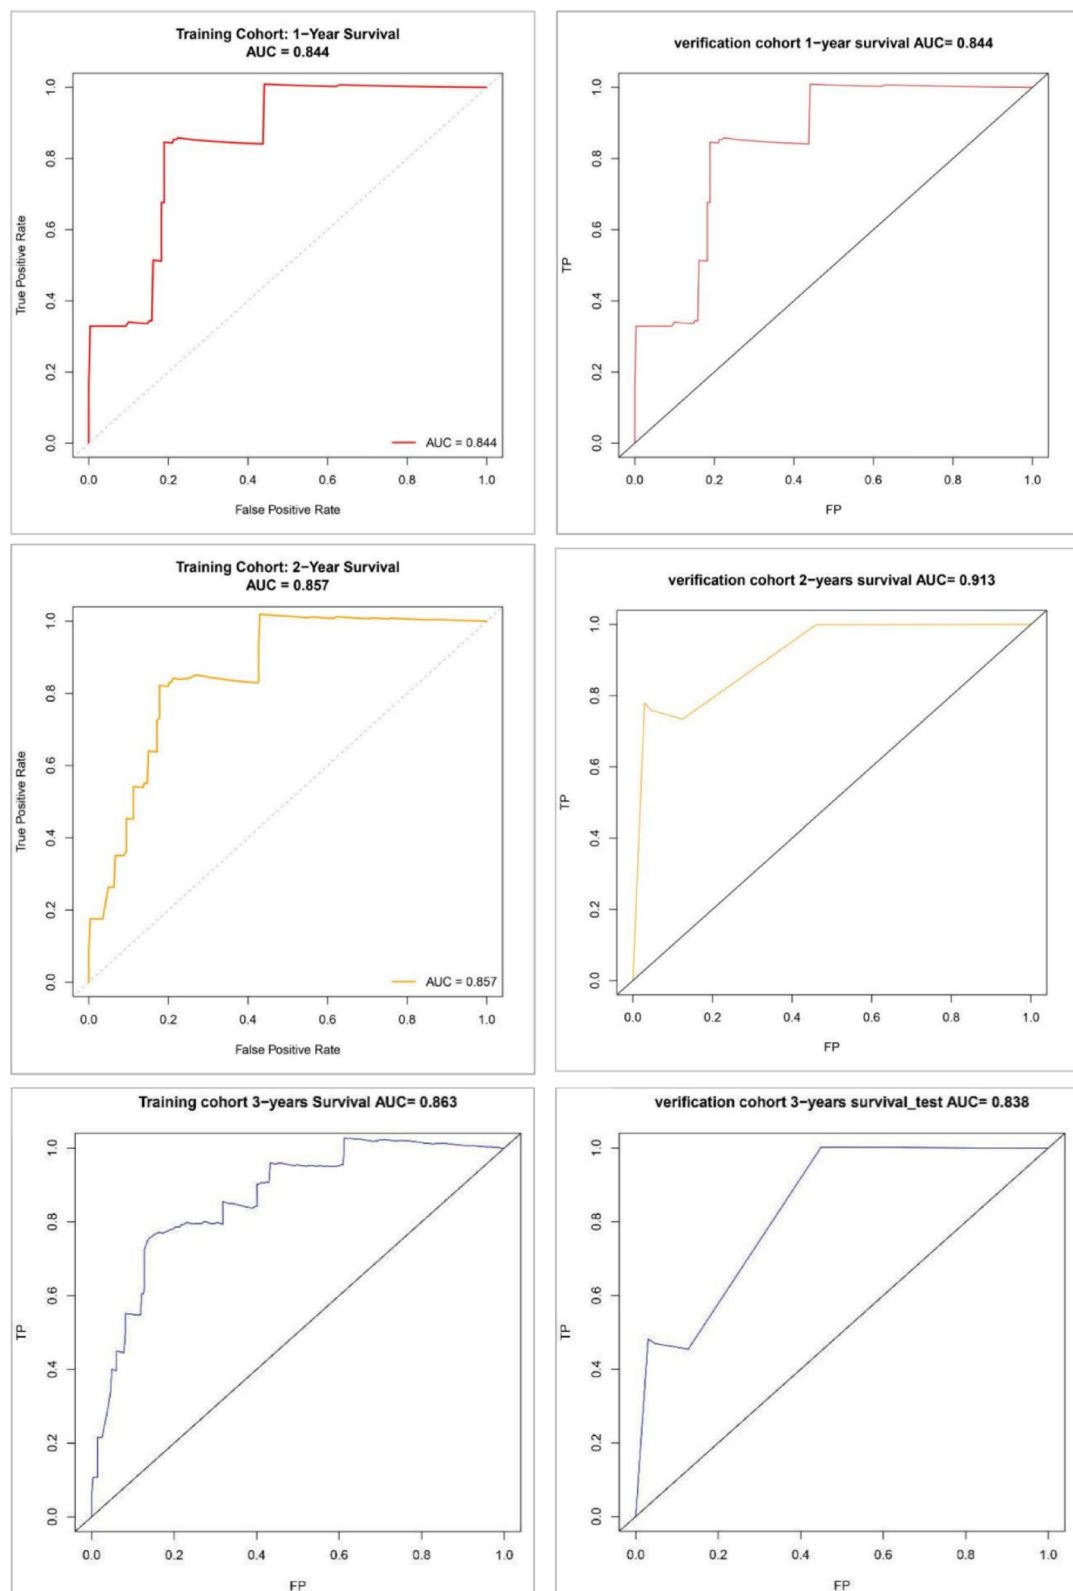 Training Cohort: 1−Year Survival
AUC = 0.844
True Positive Rate
1.0
0.8
0.6
0.4
0.2
0.0
AUC = 0.844
0.0 0.2 0.4 0.6 0.8 1.0
False Positive Rate
verification cohort 1−year survival AUC= 0.844
TP
1.0
0.8
0.6
0.4
0.2
0.0
0.0 0.2 0.4 0.6 0.8 1.0
FP
Training Cohort: 2−Year Survival
AUC = 0.857
True Positive Rate
1.0
0.8
0.6
0.4
0.2
0.0
AUC = 0.857
0.0 0.2 0.4 0.6 0.8 1.0
False Positive Rate
verification cohort 2−years survival AUC= 0.913
TP
1.0
0.8
0.6
0.4
0.2
0.0
0.0 0.2 0.4 0.6 0.8 1.0
FP
Training cohort 3−years Survival AUC= 0.863
TP
1.0
0.8
0.6
0.4
0.2
0.0
0.0 0.2 0.4 0.6 0.8 1.0
FP
verification cohort 3−years survival_test AUC= 0.838
TP
1.0
0.8
0.6
0.4
0.2
0.0
0.0 0.2 0.4 0.6 0.8 1.0
FP